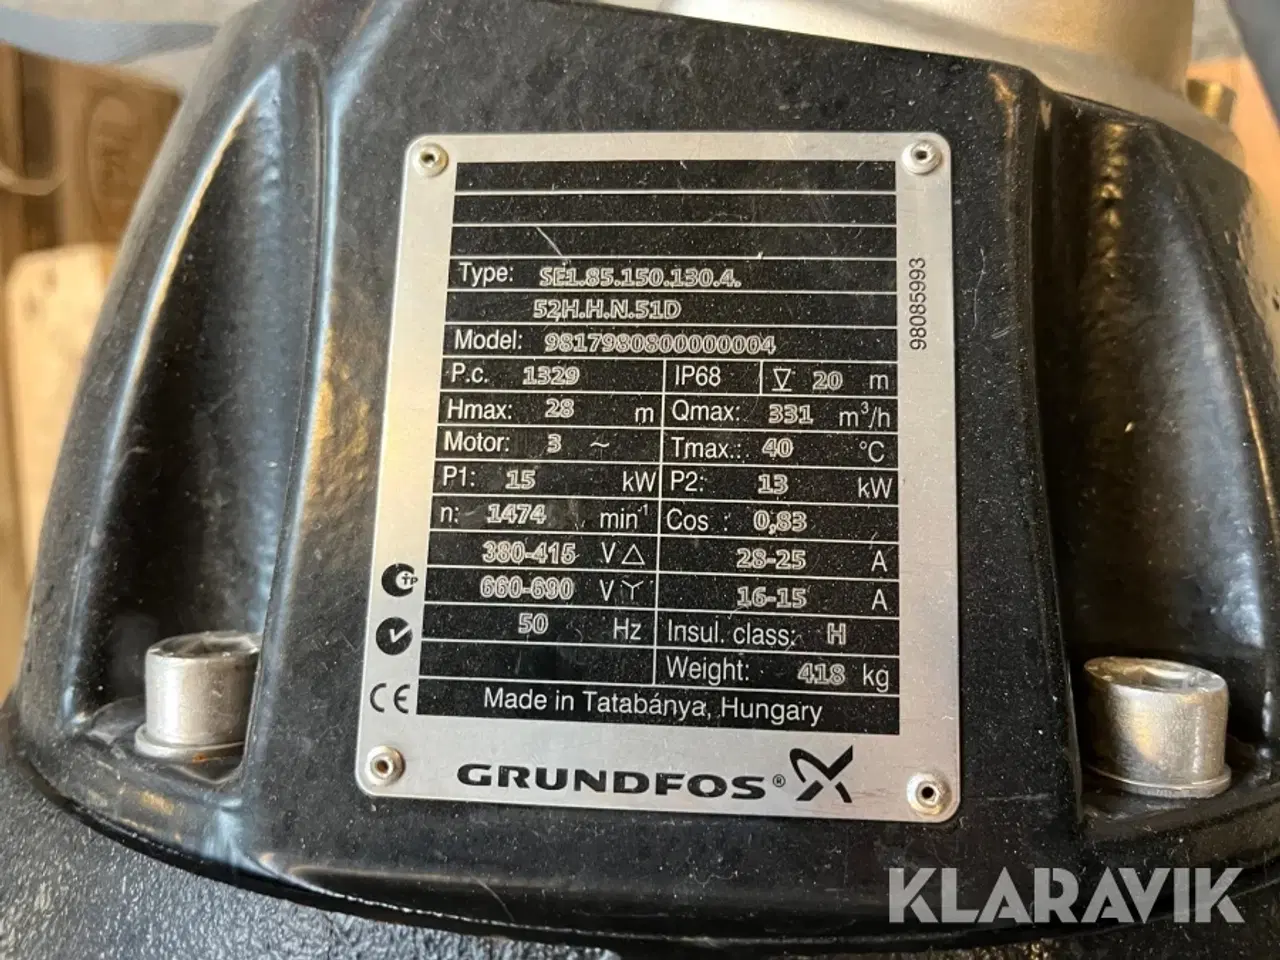 Type: SE1.85.150.130.4.
52H.H.N.51D
Model: 9817980800000004
P.c. 1329 IP68 20 m
Hmax: 28 m Qmax: 331 m³/h
Motor: 3 ~ Tmax.: 40 °C
P1: 15 kW P2: 13 kW
n: 1474 min⁻¹ Cos : 0,83
380-415 V △ 28-25 A
660-690 V Y 16-15 A
50 Hz Insul. class: H
Weight: 418 kg
Made in Tatabánya, Hungary
GRUNDFOS®
98085993
CTP
CE
KLARAVIK